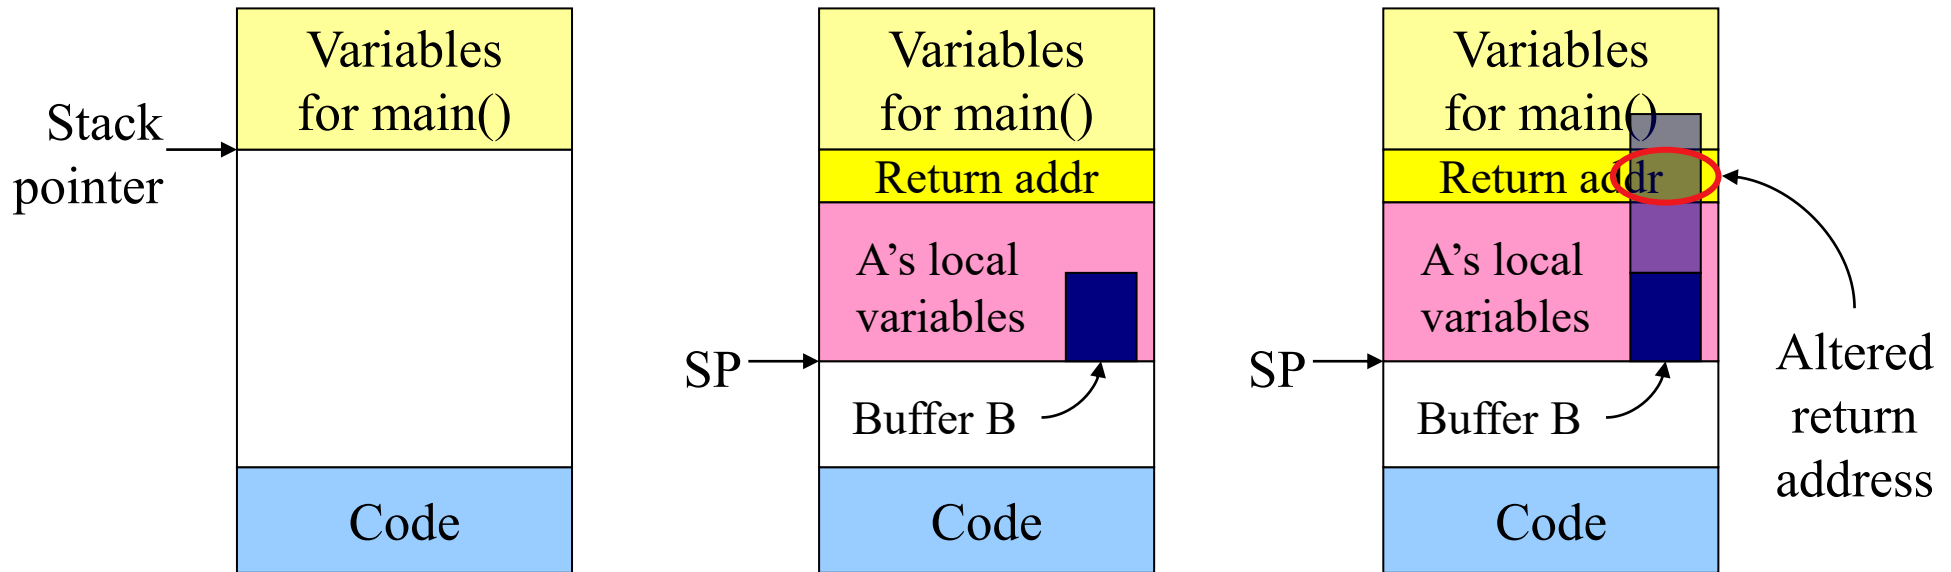 Stack
pointer
Variables
for main()
Code
SP
Variables
for main()
Return addr
A’s local
variables
Buffer B
Code
SP
Variables
for main()
Return addr
A’s local
variables
Buffer B
Code
Altered
return
address